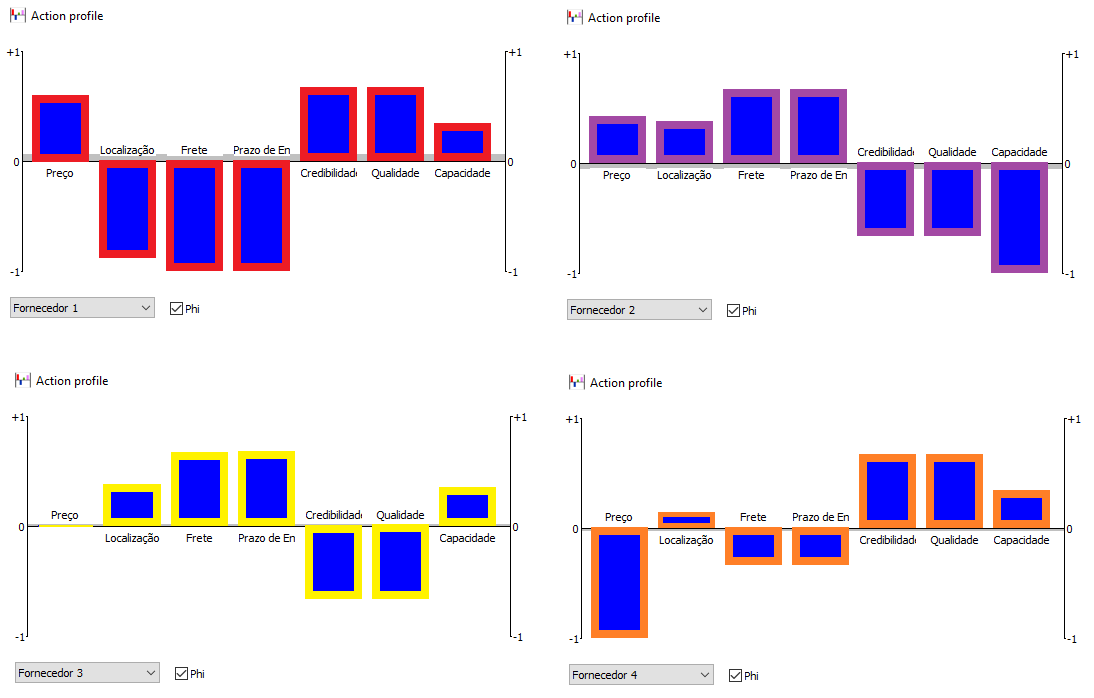 Action profile
+1
+1
Localização
Frete
Prazo de En
0
0
Preço
Credibilidad
Qualidade
Capacidade
-1
-1
Fornecedor 1
Phi
Action profile
+1
+1
Credibilidad
Qualidade
Capacidade
0
0
Preço
Localização
Frete
Prazo de En
-1
-1
Fornecedor 2
Phi
Action profile
+1
+1
Preço
Credibilidad
Qualidade
0
0
Localização
Frete
Prazo de En
Capacidade
-1
-1
Fornecedor 3
Phi
Action profile
+1
+1
Preço
Frete
Prazo de En
0
0
Localização
Credibilidad
Qualidade
Capacidade
-1
-1
Fornecedor 4
Phi